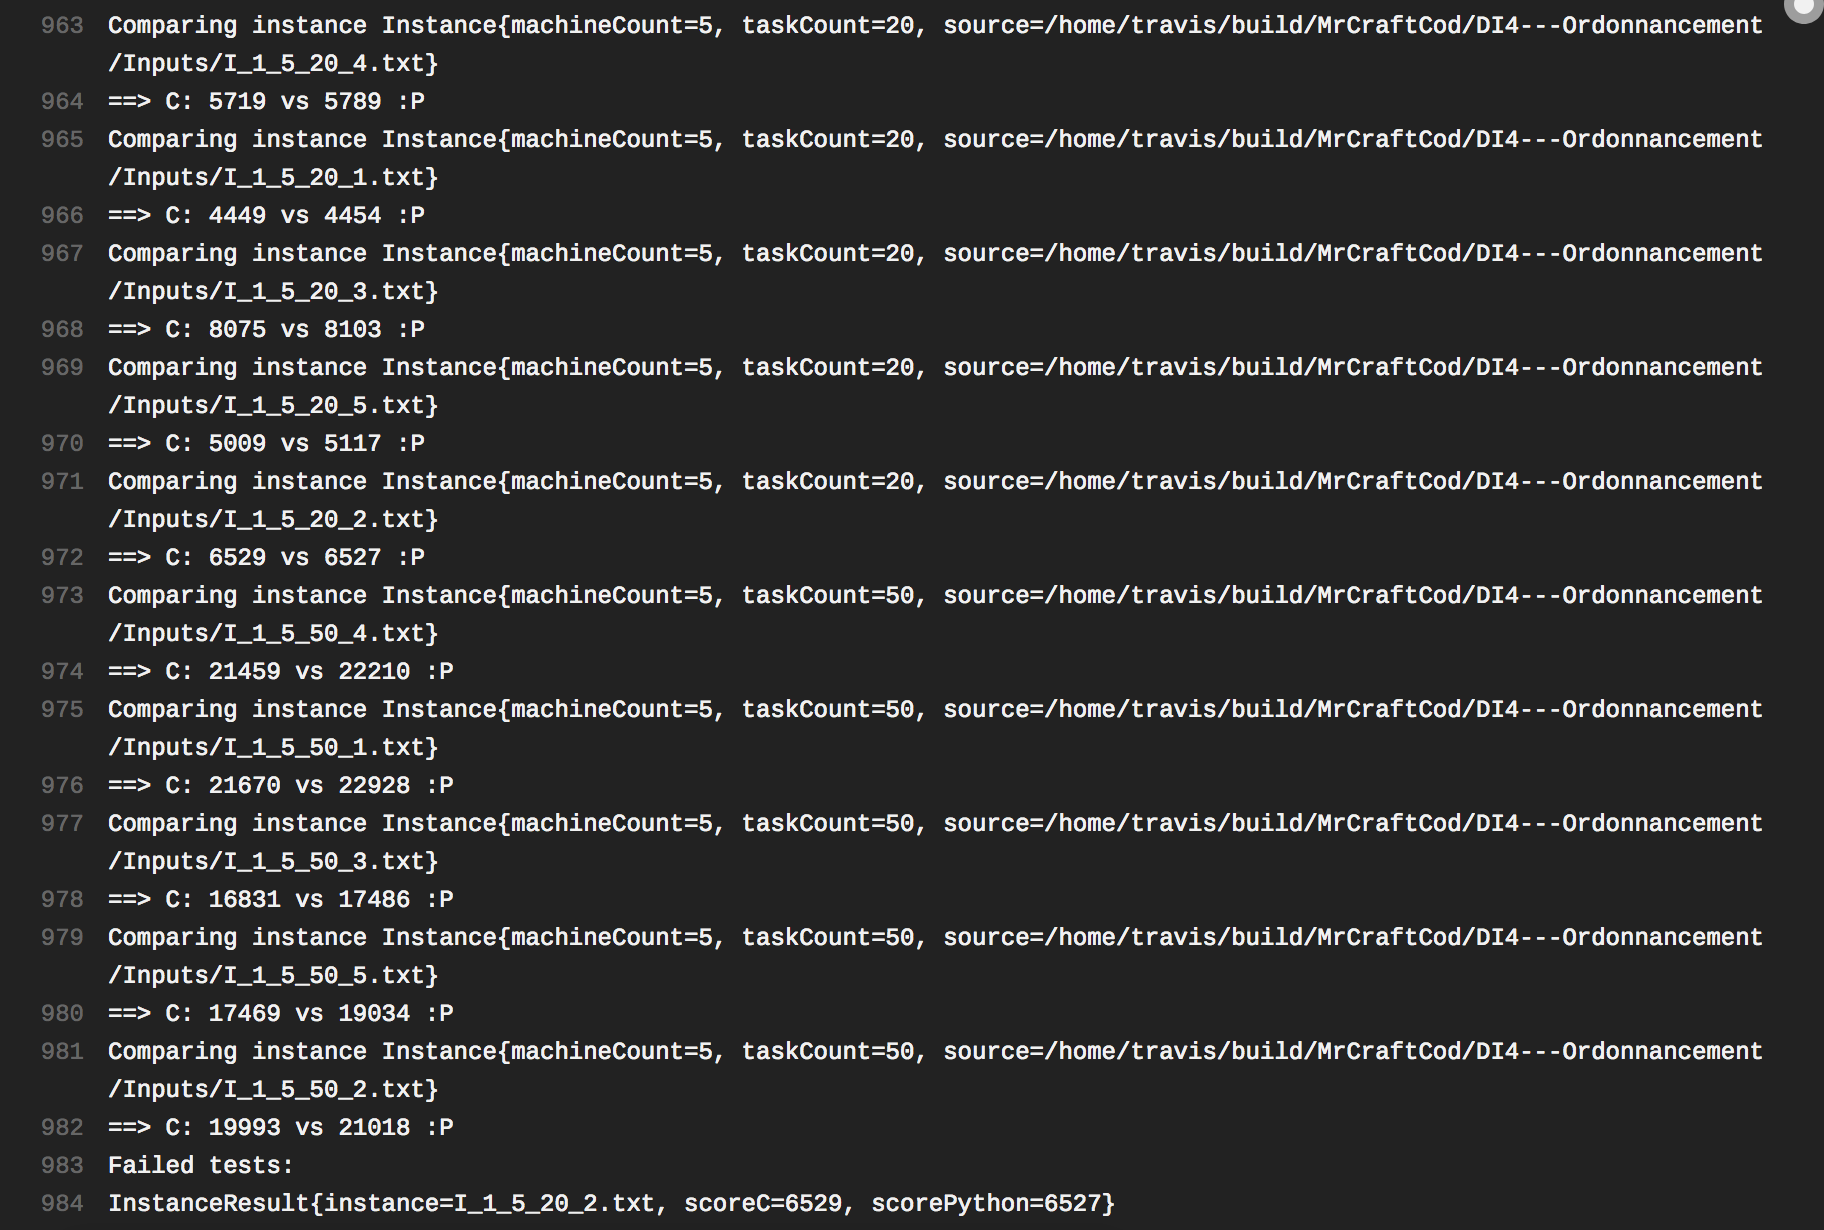 963 Comparing instance Instance{machineCount=5, taskCount=20, source=/home/travis/build/MrCraftCod/DI4---Ordonnancement
/Inputs/I_1_5_20_4.txt}
964 ==> C: 5719 vs 5789 :P
965 Comparing instance Instance{machineCount=5, taskCount=20, source=/home/travis/build/MrCraftCod/DI4---Ordonnancement
/Inputs/I_1_5_20_1.txt}
966 ==> C: 4449 vs 4454 :P
967 Comparing instance Instance{machineCount=5, taskCount=20, source=/home/travis/build/MrCraftCod/DI4---Ordonnancement
/Inputs/I_1_5_20_3.txt}
968 ==> C: 8075 vs 8103 :P
969 Comparing instance Instance{machineCount=5, taskCount=20, source=/home/travis/build/MrCraftCod/DI4---Ordonnancement
/Inputs/I_1_5_20_5.txt}
970 ==> C: 5009 vs 5117 :P
971 Comparing instance Instance{machineCount=5, taskCount=20, source=/home/travis/build/MrCraftCod/DI4---Ordonnancement
/Inputs/I_1_5_20_2.txt}
972 ==> C: 6529 vs 6527 :P
973 Comparing instance Instance{machineCount=5, taskCount=50, source=/home/travis/build/MrCraftCod/DI4---Ordonnancement
/Inputs/I_1_5_50_4.txt}
974 ==> C: 21459 vs 22210 :P
975 Comparing instance Instance{machineCount=5, taskCount=50, source=/home/travis/build/MrCraftCod/DI4---Ordonnancement
/Inputs/I_1_5_50_1.txt}
976 ==> C: 21670 vs 22928 :P
977 Comparing instance Instance{machineCount=5, taskCount=50, source=/home/travis/build/MrCraftCod/DI4---Ordonnancement
/Inputs/I_1_5_50_3.txt}
978 ==> C: 16831 vs 17486 :P
979 Comparing instance Instance{machineCount=5, taskCount=50, source=/home/travis/build/MrCraftCod/DI4---Ordonnancement
/Inputs/I_1_5_50_5.txt}
980 ==> C: 17469 vs 19034 :P
981 Comparing instance Instance{machineCount=5, taskCount=50, source=/home/travis/build/MrCraftCod/DI4---Ordonnancement
/Inputs/I_1_5_50_2.txt}
982 ==> C: 19993 vs 21018 :P
983 Failed tests:
984 InstanceResult{instance=I_1_5_20_2.txt, scoreC=6529, scorePython=6527}